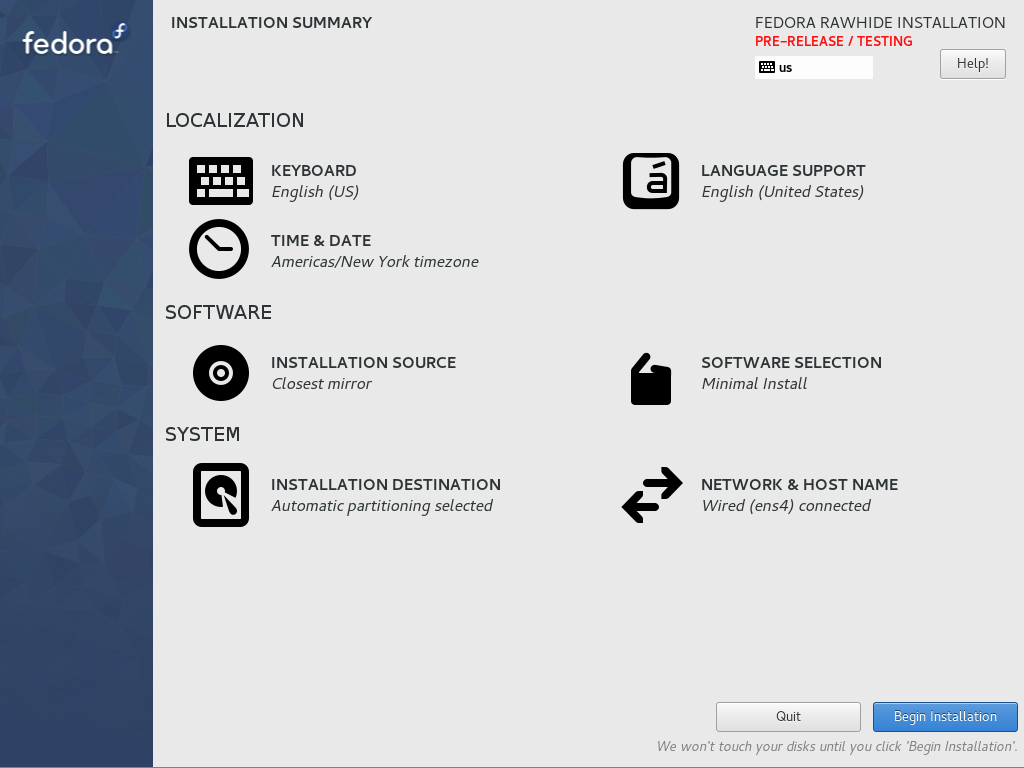 fedora
INSTALLATION SUMMARY
FEDORA RAWHIDE INSTALLATION
PRE-RELEASE / TESTING
us
Help!
LOCALIZATION
KEYBOARD
English (US)
LANGUAGE SUPPORT
English (United States)
TIME & DATE
Americas/New York timezone
SOFTWARE
INSTALLATION SOURCE
Closest mirror
SOFTWARE SELECTION
Minimal Install
SYSTEM
INSTALLATION DESTINATION
Automatic partitioning selected
NETWORK & HOST NAME
Wired (ens4) connected
Quit
Begin Installation
We won't touch your disks until you click 'Begin Installation'.